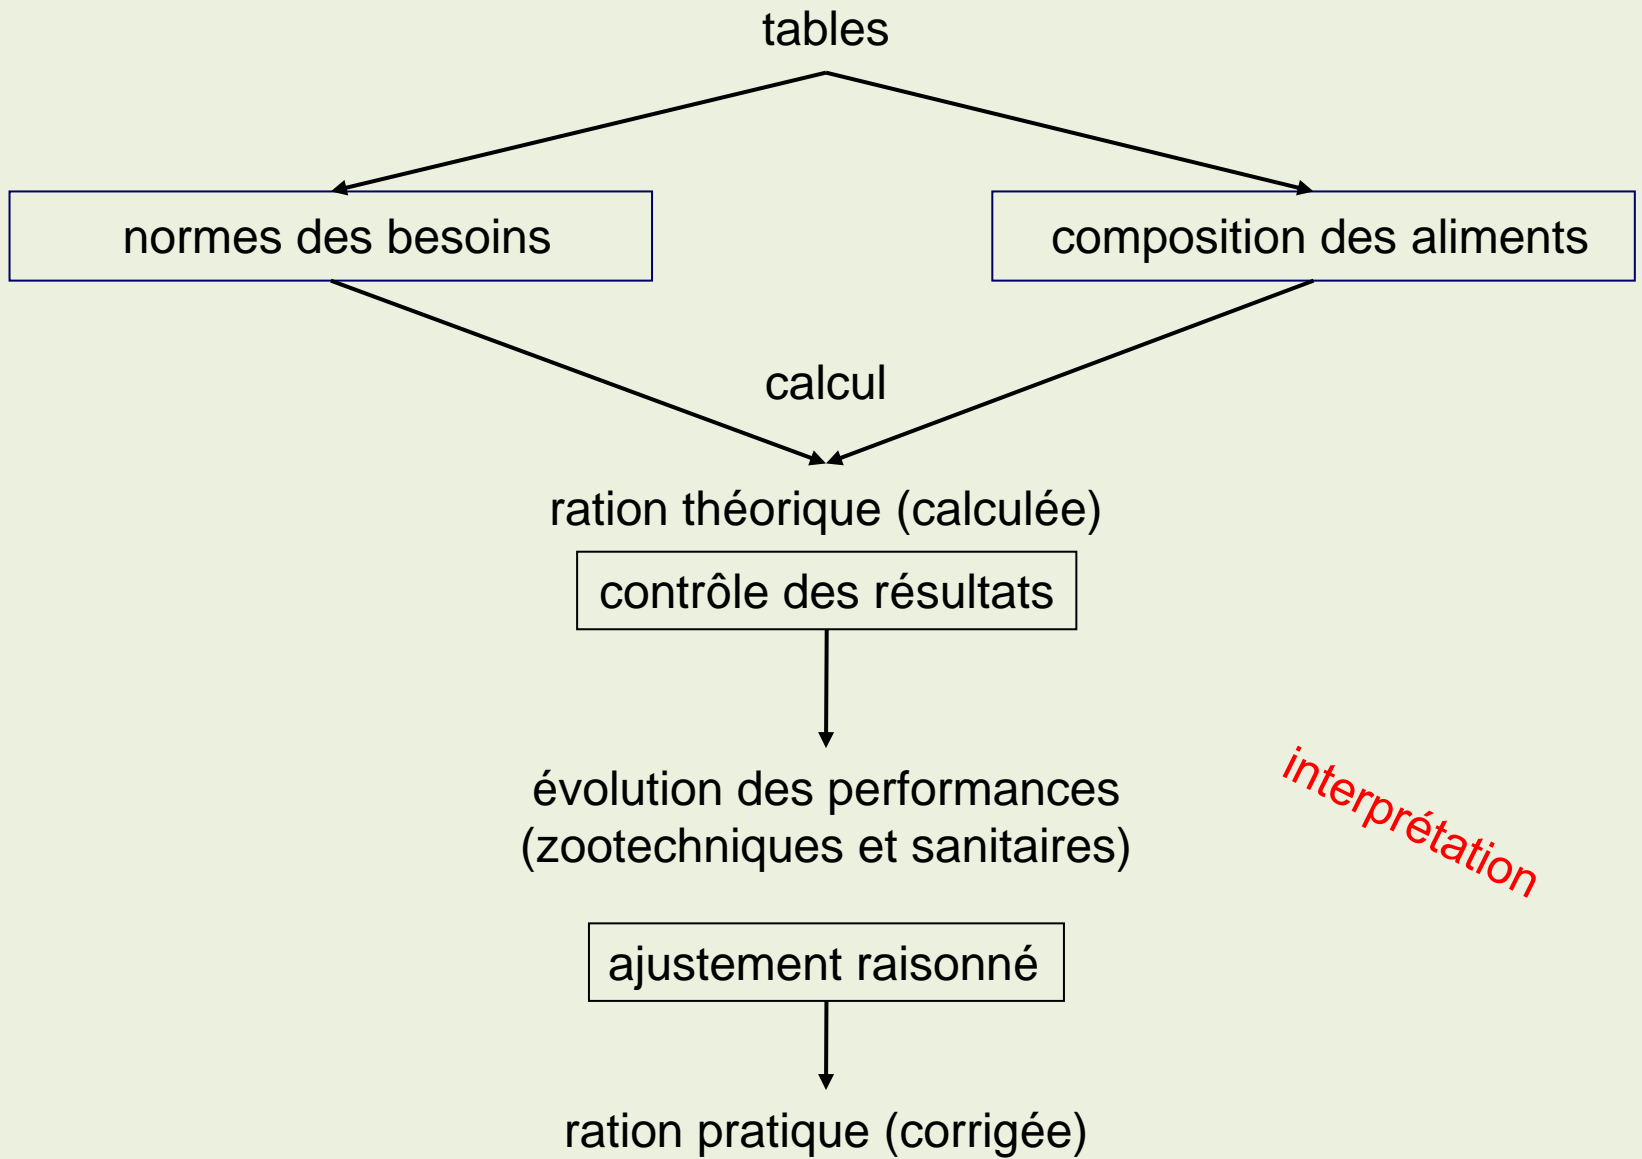 tables
normes des besoins
composition des aliments
calcul
ration théorique (calculée)
contrôle des résultats
évolution des performances
(zootechniques et sanitaires)
interprétation
ajustement raisonné
ration pratique (corrigée)